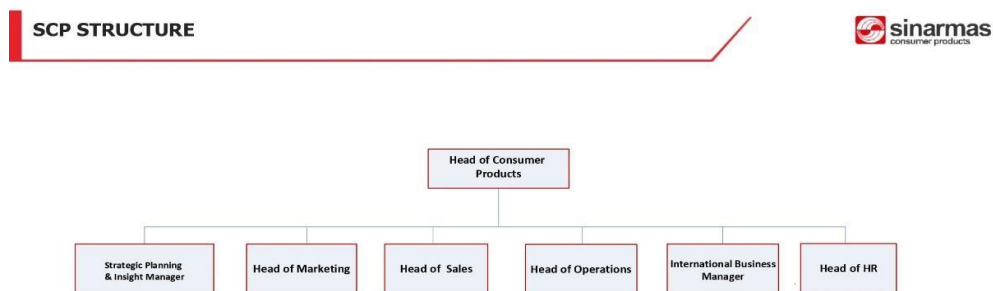 SCP STRUCTURE
sinarmas
consumer products
Head of Consumer
Products
Strategic Planning
& Insight Manager
Head of Marketing
Head of Sales
Head of Operations
International Business
Manager
Head of HR